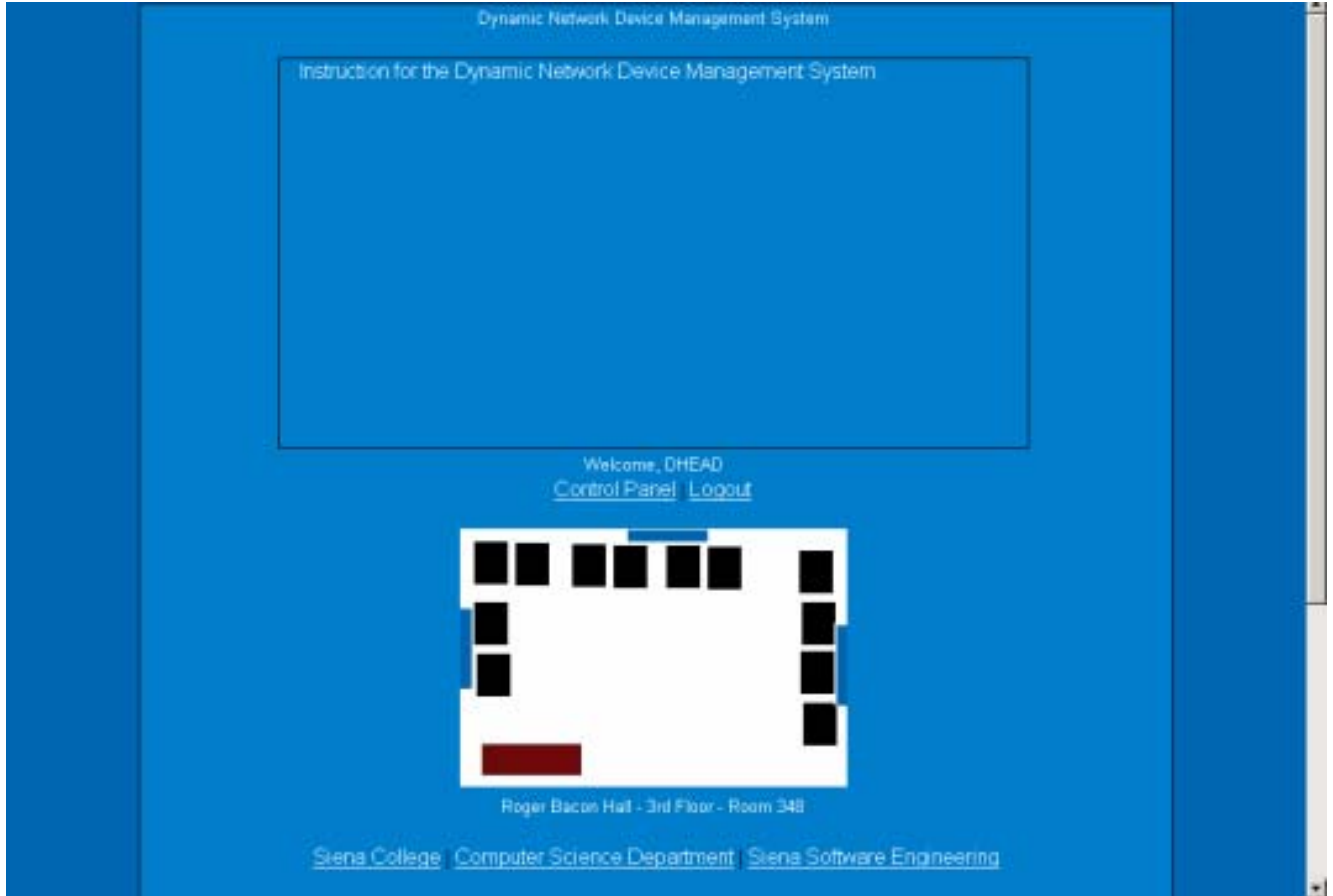 Dynamic Network Device Management System
Instruction for the Dynamic Network Device Management System
Welcome, DHEAD
Control Panel | Logout
Roger Bacon Hall - 3rd Floor - Room 348
Siena College | Computer Science Department | Siena Software Engineering